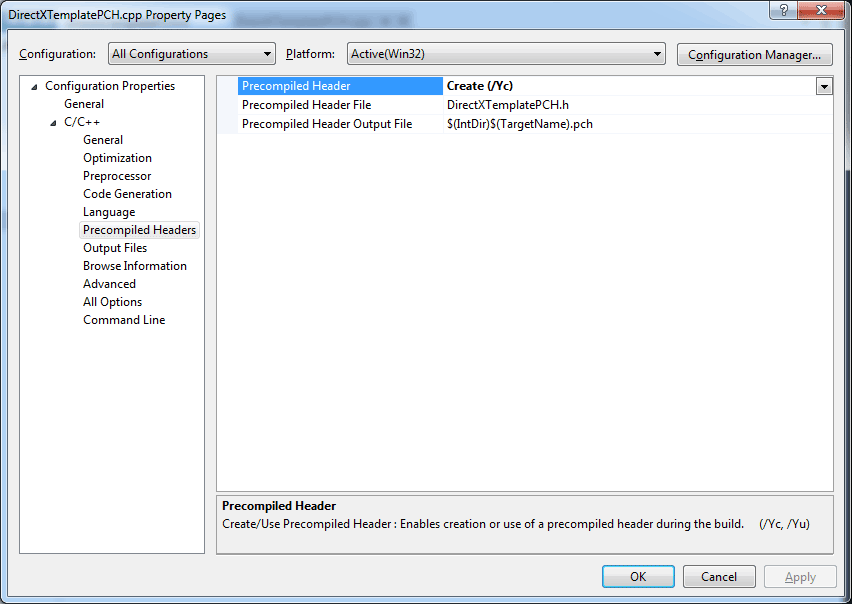 DirectXTemplatePCH.cpp Property Pages
Configuration: All Configurations Platform: Active(Win32) Configuration Manager...
Configuration Properties
General
C/C++
General
Optimization
Preprocessor
Code Generation
Language
Precompiled Headers
Output Files
Browse Information
Advanced
All Options
Command Line
Precompiled Header Create (/Yc)
Precompiled Header File DirectXTemplatePCH.h
Precompiled Header Output File $(IntDir)$(TargetName).pch
Precompiled Header
Create/Use Precompiled Header : Enables creation or use of a precompiled header during the build. (/Yc, /Yu)
OK Cancel Apply